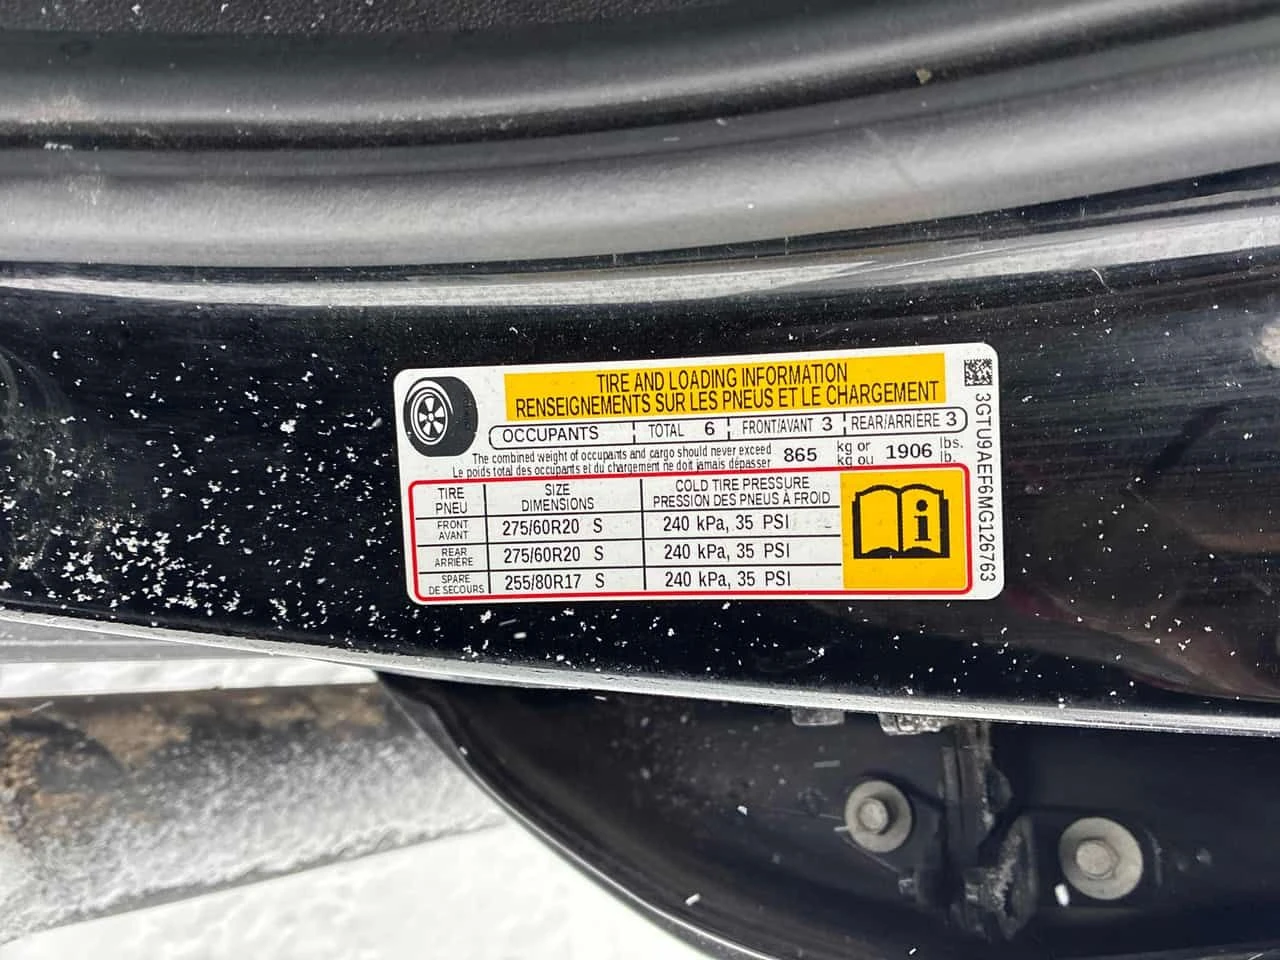 TIRE AND LOADING INFORMATION
RENSEIGNEMENTS SUR LES PNEUS ET LE CHARGEMENT
OCCUPANTS TOTAL 6 FRONT/AVANT 3 REAR/ARRIÈRE 3
The combined weight of occupants and cargo should never exceed 865 kg or 1906 lbs.
Le poids total des occupants et du chargement ne doit jamais dépasser kg ou lb.
TIRE SIZE COLD TIRE PRESSURE
PNEU DIMENSIONS PRESSION DES PNEUS À FROID
FRONT
AVANT 275/60R20 S 240 kPa, 35 PSI
REAR
ARRIÈRE 275/60R20 S 240 kPa, 35 PSI
SPARE
DE SECOURS 255/80R17 S 240 kPa, 35 PSI
3GTU9AEF6MG126763